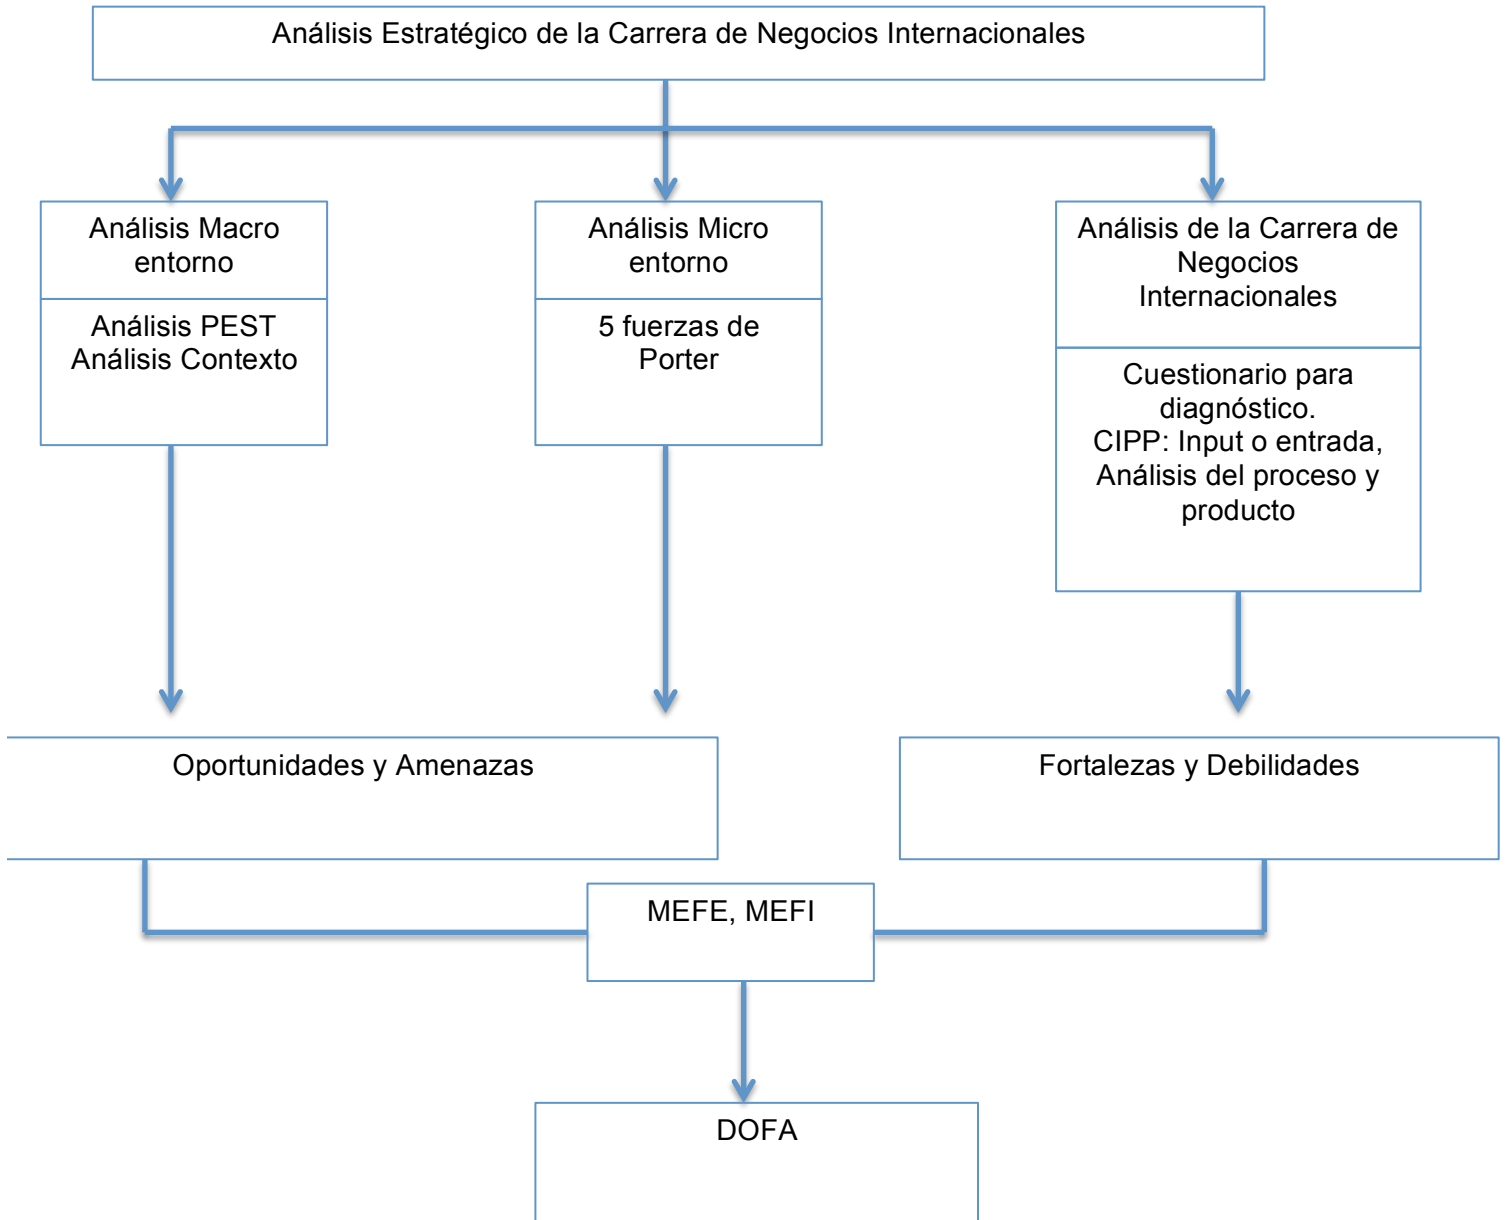 Análisis Estratégico de la Carrera de Negocios Internacionales
Análisis Macro
entorno
Análisis PEST
Análisis Contexto
Análisis Micro
entorno
5 fuerzas de
Porter
Análisis de la Carrera de
Negocios
Internacionales
Cuestionario para
diagnóstico.
CIPP: Input o entrada,
Análisis del proceso y
producto
Oportunidades y Amenazas
Fortalezas y Debilidades
MEFE, MEFI
DOFA